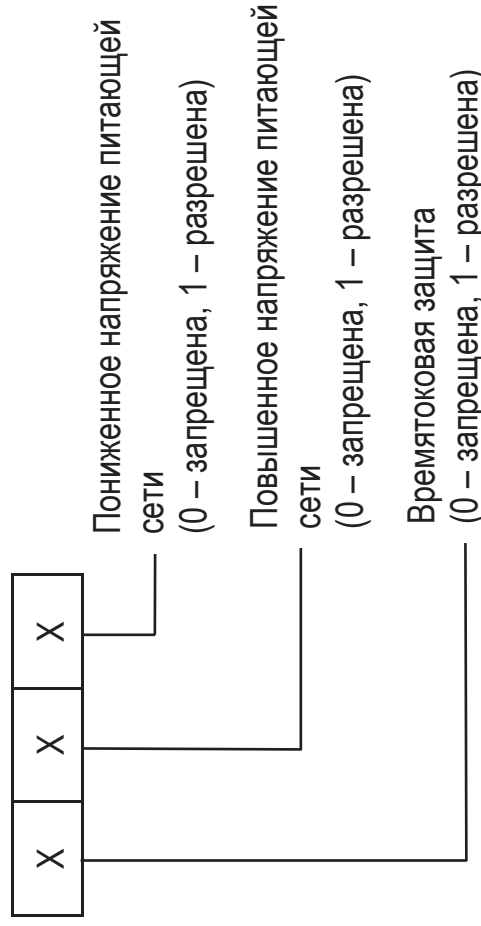 X X X
Пониженное напряжение питающей
сети
(0 – запрещена, 1 – разрешена)
Повышенное напряжение питающей
сети
(0 – запрещена, 1 – разрешена)
Времятоковая защита
(0 – запрещена, 1 – разрешена)